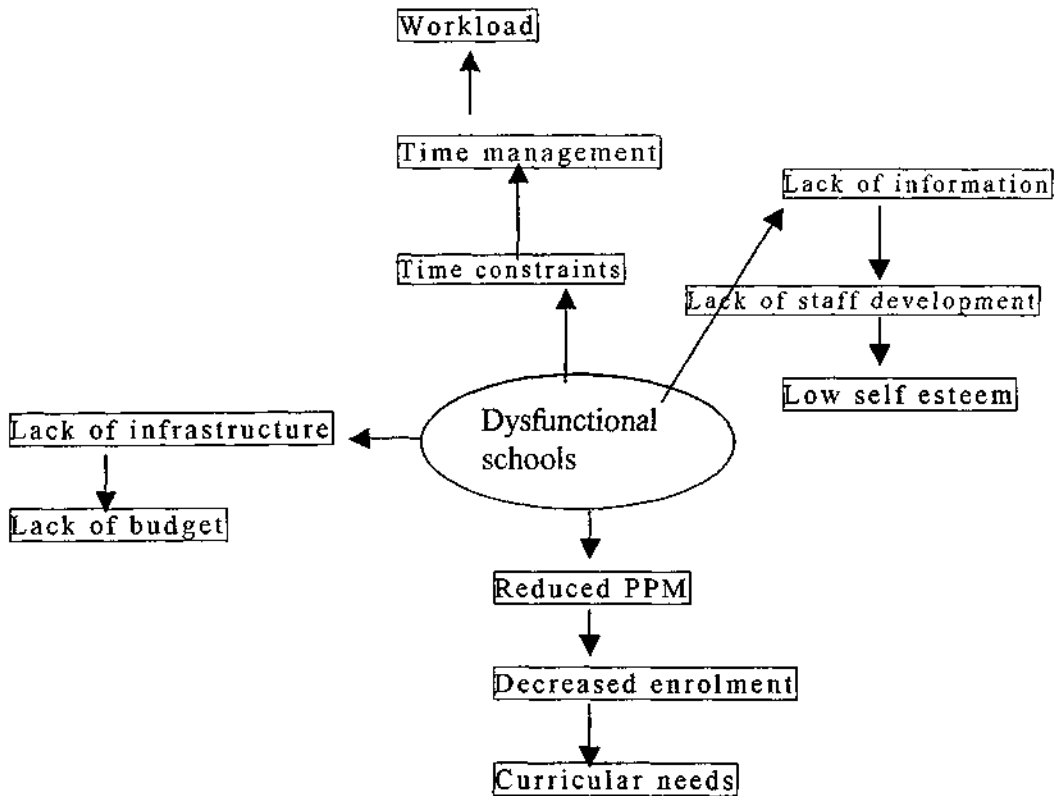 Workload
Time management
Lack of information
Time constraints
Lack of staff development
Low self esteem
Dysfunctional
schools
Lack of infrastructure
Lack of budget
Reduced PPM
Decreased enrolment
Curricular needs